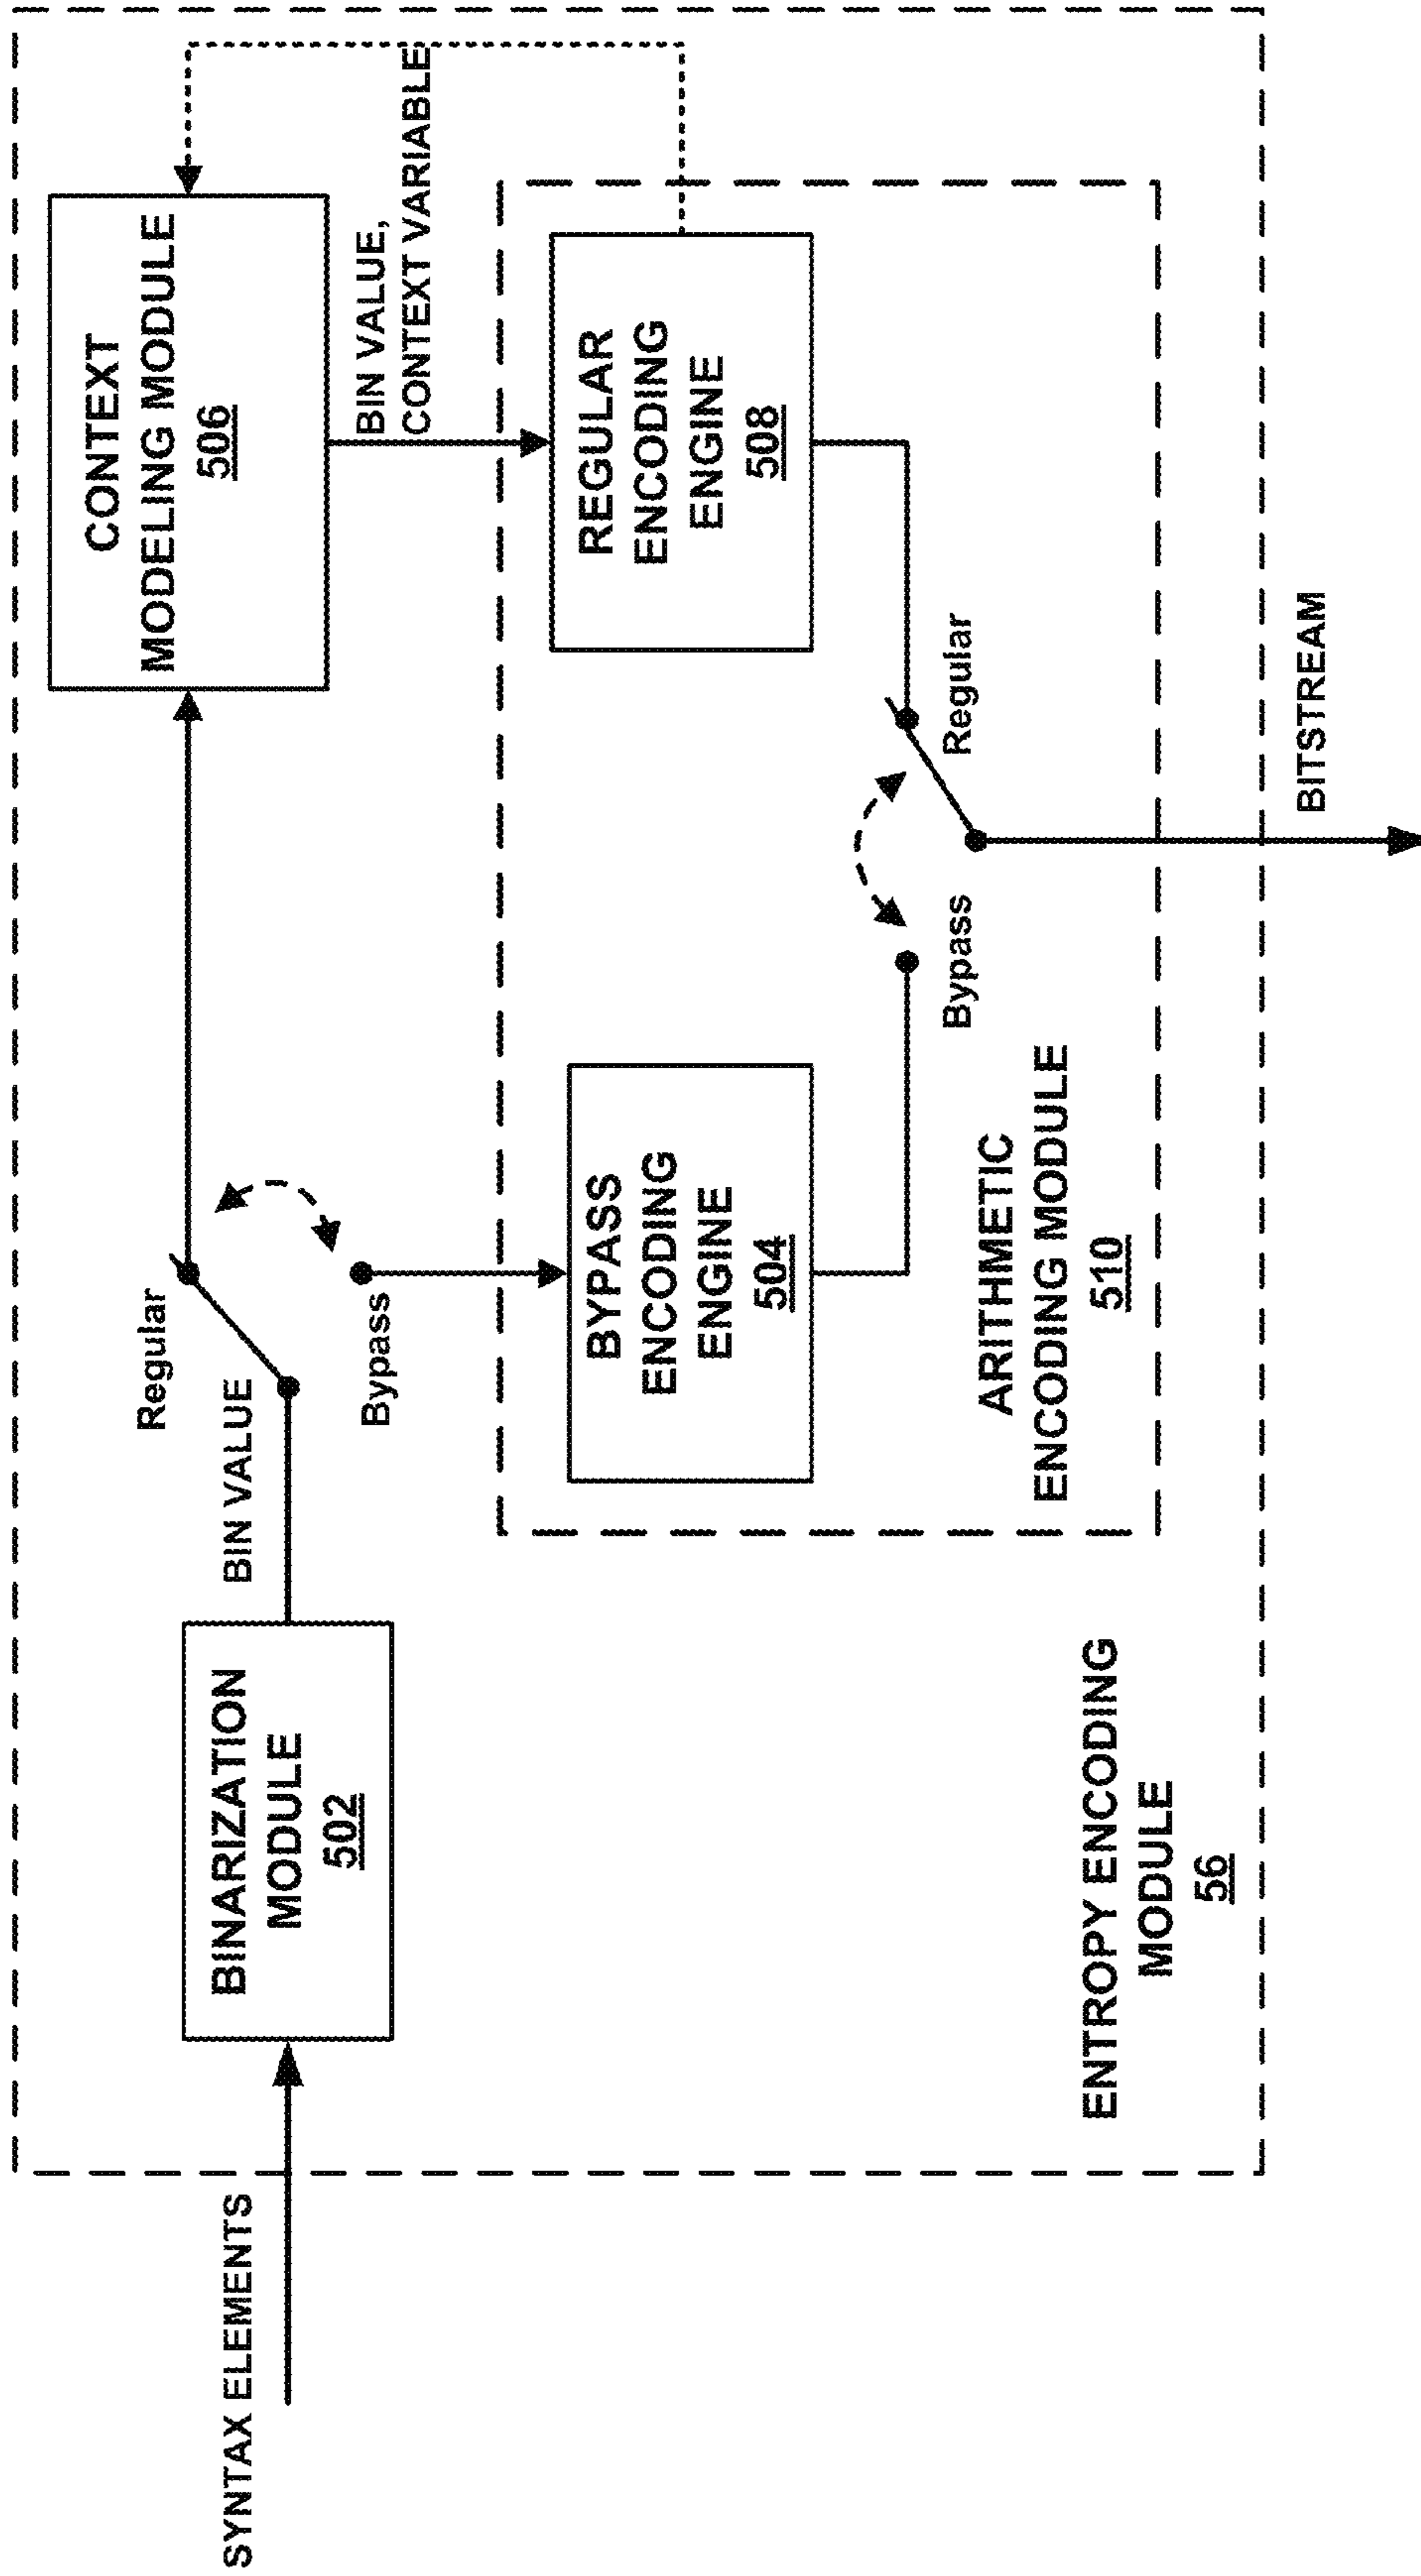 SYNTAX ELEMENTS
BINARIZATION
MODULE
502
BIN VALUE
Regular
Bypass
CONTEXT
MODELING MODULE
506
BIN VALUE,
CONTEXT VARIABLE
BYPASS
ENCODING
ENGINE
504
REGULAR
ENCODING
ENGINE
508
Bypass
Regular
ARITHMETIC
ENCODING MODULE
510
ENTROPY ENCODING
MODULE
56
BITSTREAM